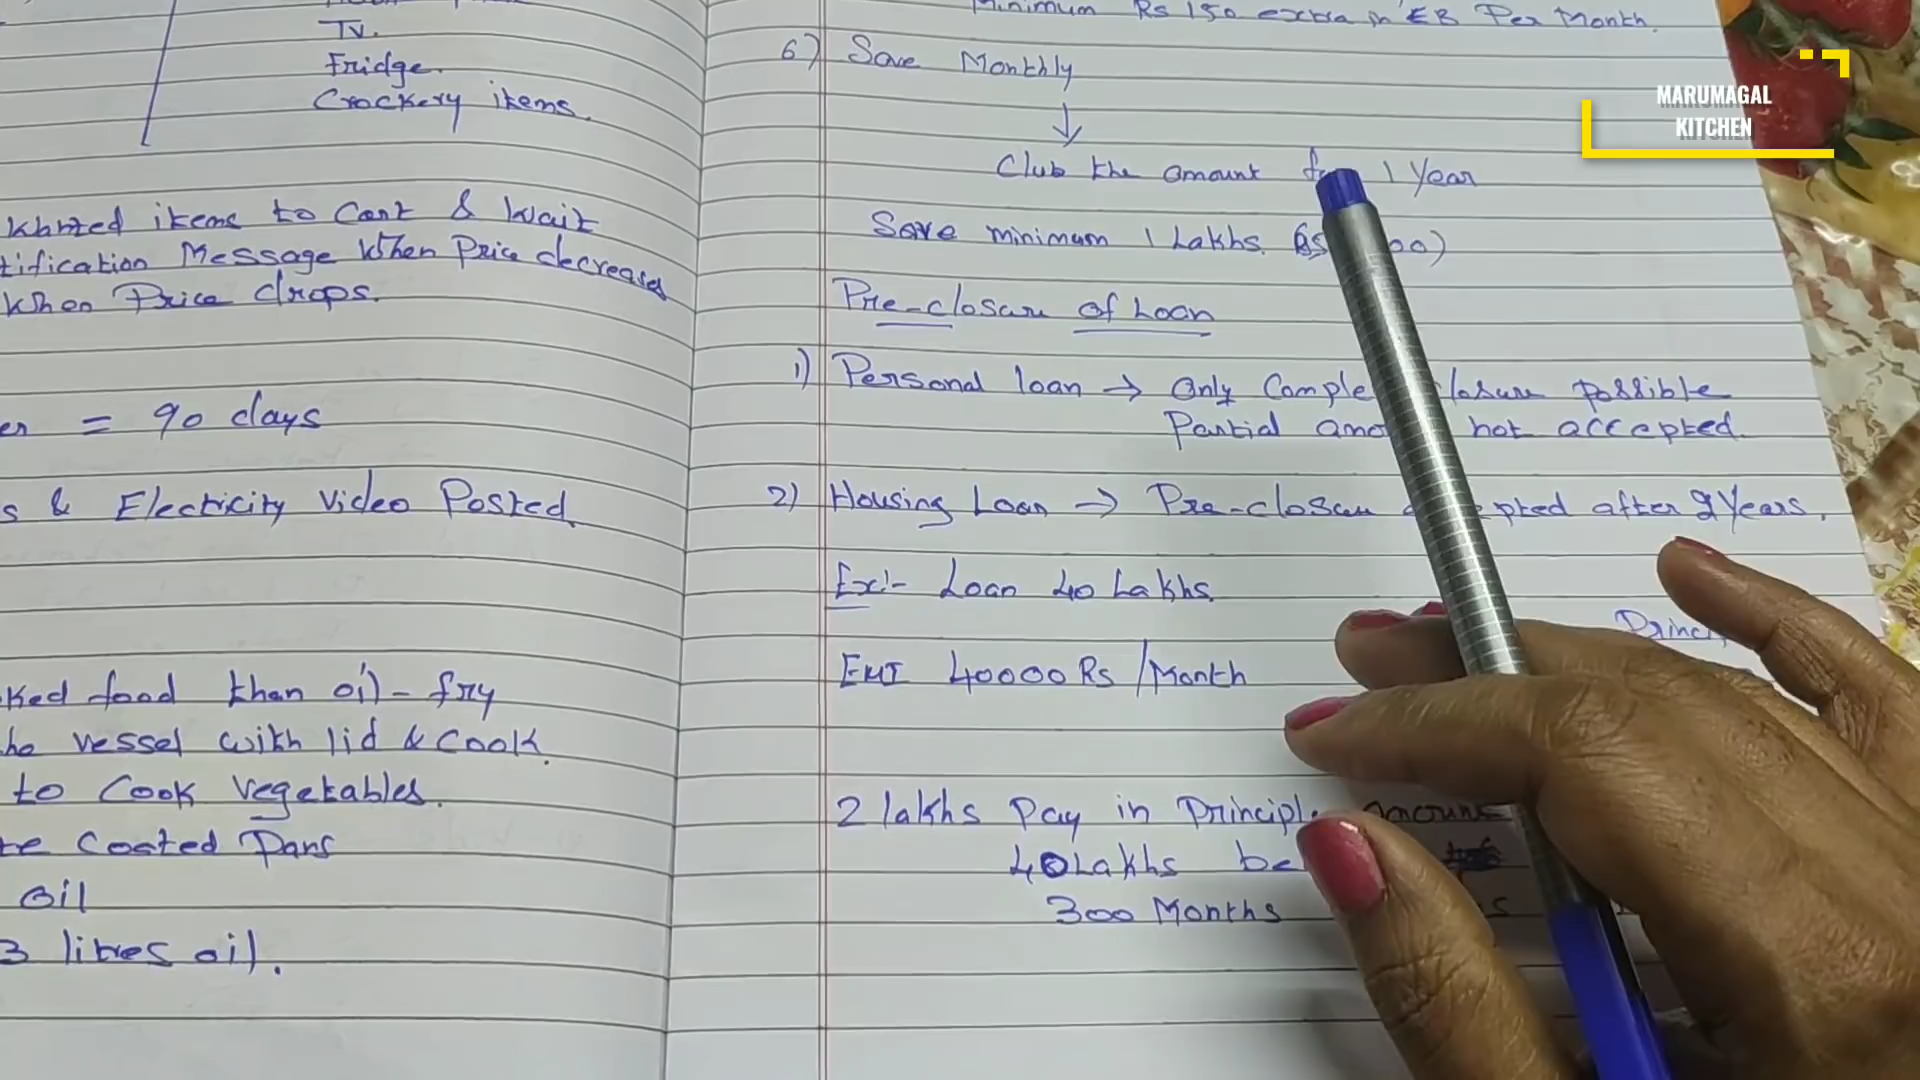 TV.
Fridge.
Crockery items.
items to Cart & wait
Message when Price decreases
when Price drops.
= 90 days
& Electricity Video Posted.
food than oil - fry
vessel with lid & cook.
to Cook vegetables.
Coated Pans
oil
3 litres oil.
Minimum Rs 150 extra in EB Per Month.
6) Save Monthly
↓
Club the amount 1 Year
Save minimum 1 Lakhs.
Pre-closure of Loan
1) Personal loan → Only closure possible
Partial not accepted.
2) Housing Loan → Pre-closure after 2 Years.
Ex:- Loan 40 Lakhs.
EMI 40000 Rs / Month
2 lakhs Pay in Principle amount
40 Lakhs
300 Months
MARUMAGAL
KITCHEN